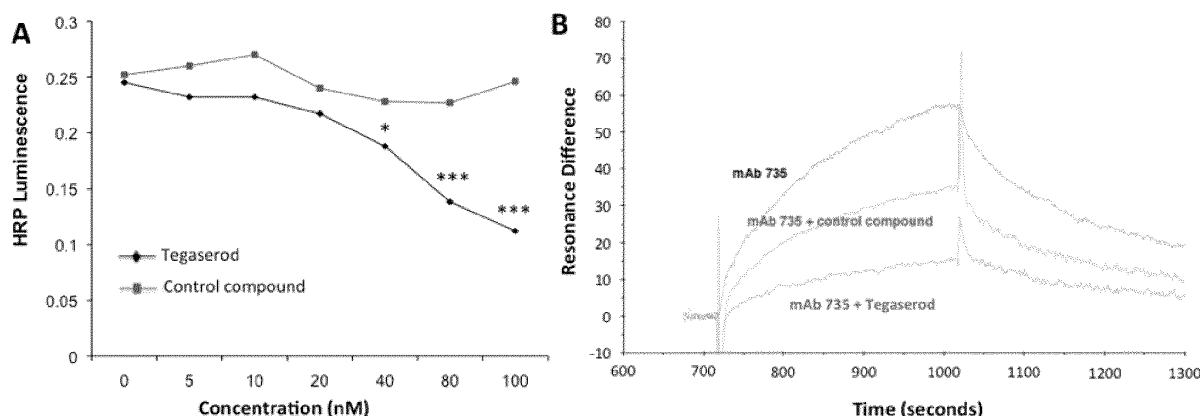 A
HRP Luminescence
0.3
0.25
0.2
0.15
0.1
0.05
0
*
***
***
Tegaserod
Control compound
0 5 10 20 40 80 100
Concentration (nM)
B
Resonance Difference
80
70
60
50
40
30
20
10
0
-10
mAb 735
mAb 735 + control compound
mAb 735 + Tegaserod
600 700 800 900 1000 1100 1200 1300
Time (seconds)